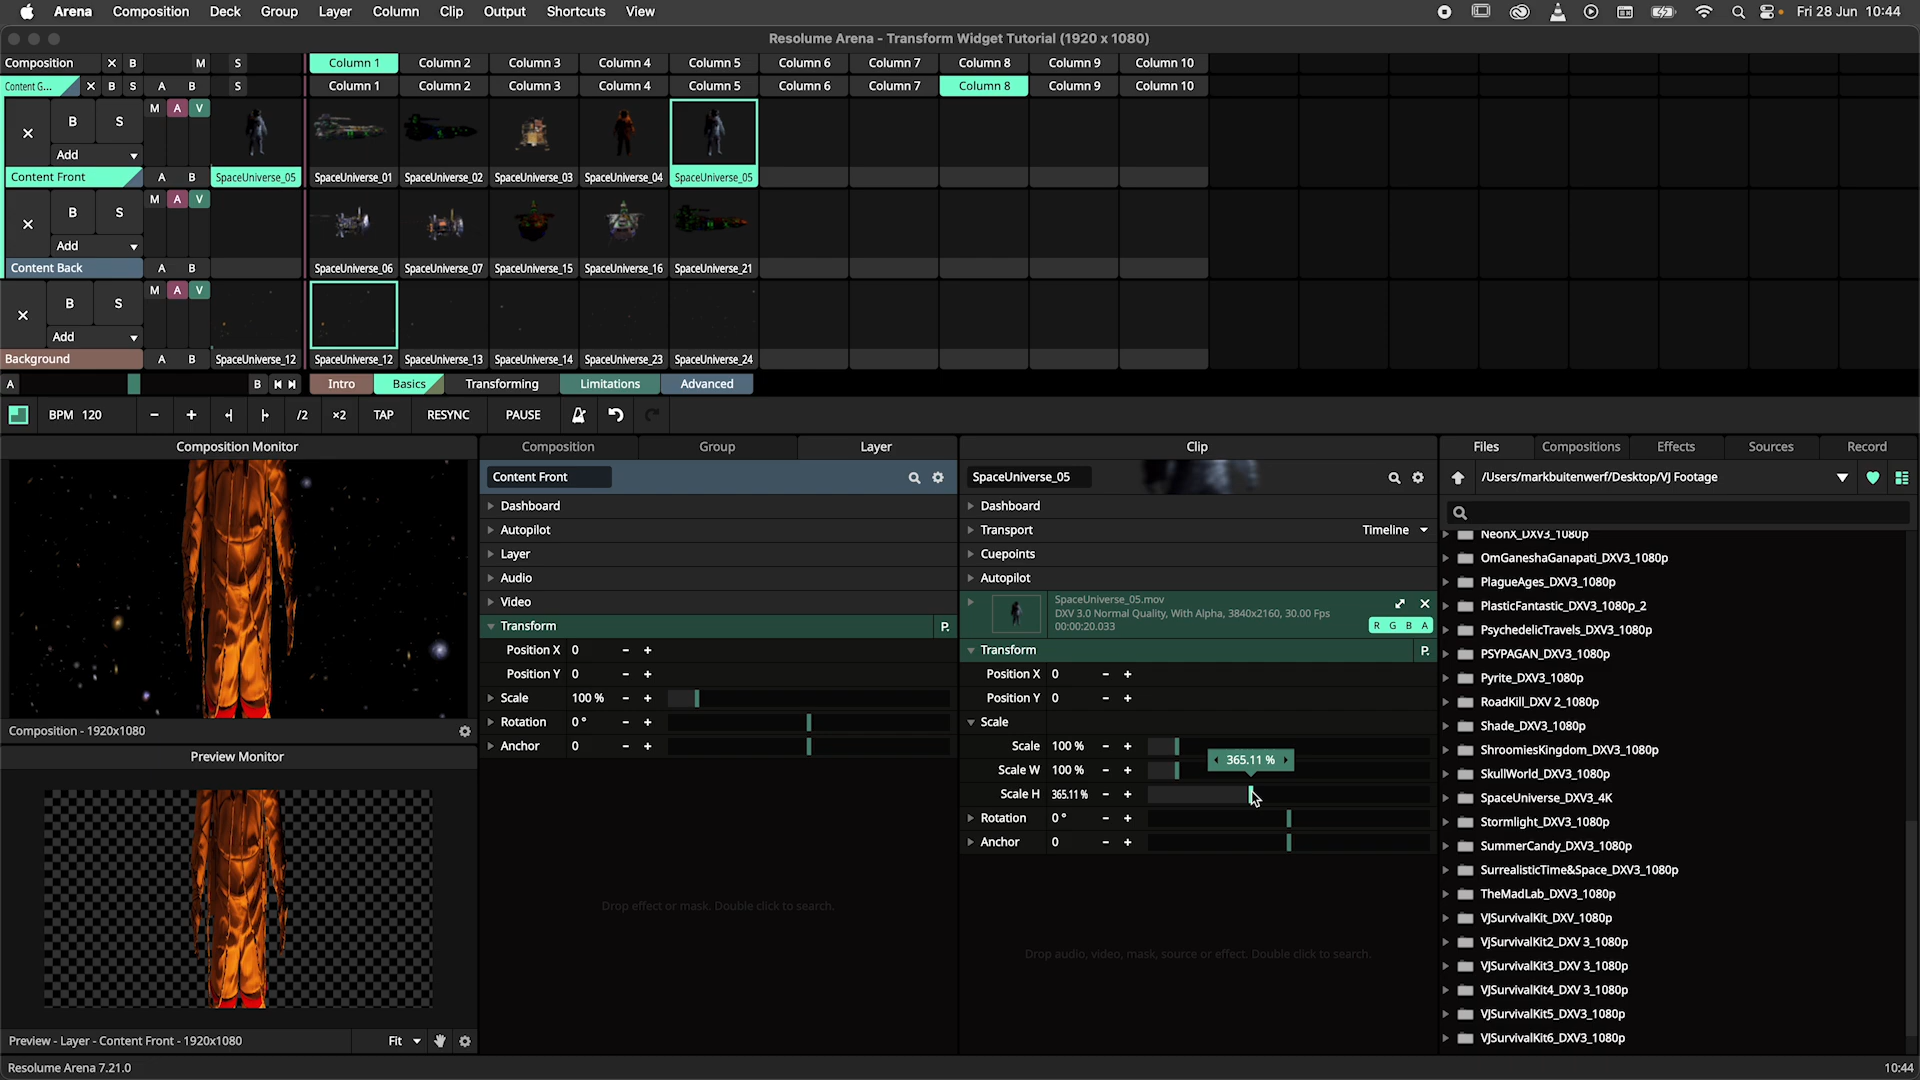 Arena Composition Deck Group Layer Column Clip Output Shortcuts View Fri 28 Jun 10:44
Resolume Arena - Transform Widget Tutorial (1920 x 1080)
Composition X B M S Column 1 Column 2 Column 3 Column 4 Column 5 Column 6 Column 7 Column 8 Column 9 Column 10
Content G... X B S A B S Column 1 Column 2 Column 3 Column 4 Column 5 Column 6 Column 7 Column 8 Column 9 Column 10
M A V
X B S
Add
Content Front A B SpaceUniverse_05 SpaceUniverse_01 SpaceUniverse_02 SpaceUniverse_03 SpaceUniverse_04 SpaceUniverse_05
M A V
X B S
Add
Content Back A B SpaceUniverse_06 SpaceUniverse_07 SpaceUniverse_15 SpaceUniverse_16 SpaceUniverse_21
M A V
X B S
Add
Background A B SpaceUniverse_12 SpaceUniverse_12 SpaceUniverse_13 SpaceUniverse_14 SpaceUniverse_23 SpaceUniverse_24
A B Intro Basics Transforming Limitations Advanced
BPM 120 - + /2 ×2 TAP RESYNC PAUSE
Composition Monitor
Composition - 1920x1080
Preview Monitor
Preview - Layer - Content Front - 1920x1080 Fit
Composition Group Layer
Content Front
Dashboard
Autopilot
Layer
Audio
Video
Transform P.
Position X 0 - +
Position Y 0 - +
Scale 100 % - +
Rotation 0 ° - +
Anchor 0 - +
Drop effect or mask. Double click to search.
Clip
SpaceUniverse_05
Dashboard
Transport Timeline
Cuepoints
Autopilot
SpaceUniverse_05.mov
DXV 3.0 Normal Quality, With Alpha, 3840x2160, 30.00 Fps
00:00:20.033 R G B A
Transform P.
Position X 0 - +
Position Y 0 - +
Scale
Scale 100 % - +
365.11 %
Scale W 100 % - +
Scale H 365.11 % - +
Rotation 0 ° - +
Anchor 0 - +
Drop audio, video, mask, source or effect. Double click to search.
Files Compositions Effects Sources Record
/Users/markbuitenwerf/Desktop/VJ Footage
NeonX_DXV3_1080p
OmGaneshaGanapati_DXV3_1080p
PlagueAges_DXV3_1080p
PlasticFantastic_DXV3_1080p_2
PsychedelicTravels_DXV3_1080p
PSYPAGAN_DXV3_1080p
Pyrite_DXV3_1080p
RoadKill_DXV 2_1080p
Shade_DXV3_1080p
ShroomiesKingdom_DXV3_1080p
SkullWorld_DXV3_1080p
SpaceUniverse_DXV3_4K
Stormlight_DXV3_1080p
SummerCandy_DXV3_1080p
SurrealisticTime&Space_DXV3_1080p
TheMadLab_DXV3_1080p
VJSurvivalKit_DXV_1080p
VjSurvivalKit2_DXV 3_1080p
VJSurvivalKit3_DXV 3_1080p
VJSurvivalKit4_DXV 3_1080p
VJSurvivalKit5_DXV3_1080p
VJSurvivalKit6_DXV3_1080p
Resolume Arena 7.21.0 10:44